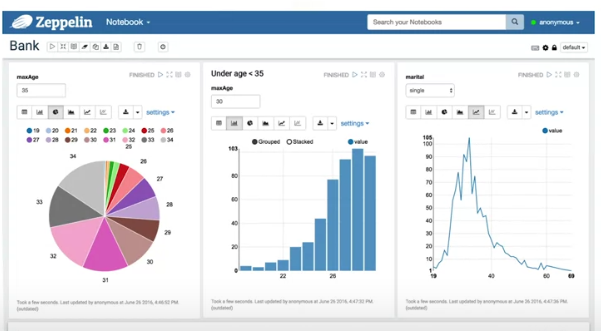 Zeppelin Notebook Search your Notebooks anonymous
Bank default
maxAge FINISHED
35
settings
19 20 21 22 23 24 25 26
27 28 29 30 31 32 33 34
25
26
27
28
29
30
31
32
33
34
Took a few seconds. Last updated by anonymous at June 26 2016, 4:46:02 PM
(outdated)
Under age < 35 FINISHED
maxAge
30
settings
Grouped Stacked value
103
80
60
40
20
0
22 26
Took a few seconds. Last updated by anonymous at June 26 2016, 4:47:32 PM
(outdated)
marital FINISHED
single
settings
value
105
100
90
80
70
60
50
40
30
20
10
1
19 40 60 69
Took a few seconds. Last updated by anonymous at June 26 2016, 4:47:36 PM
(outdated)